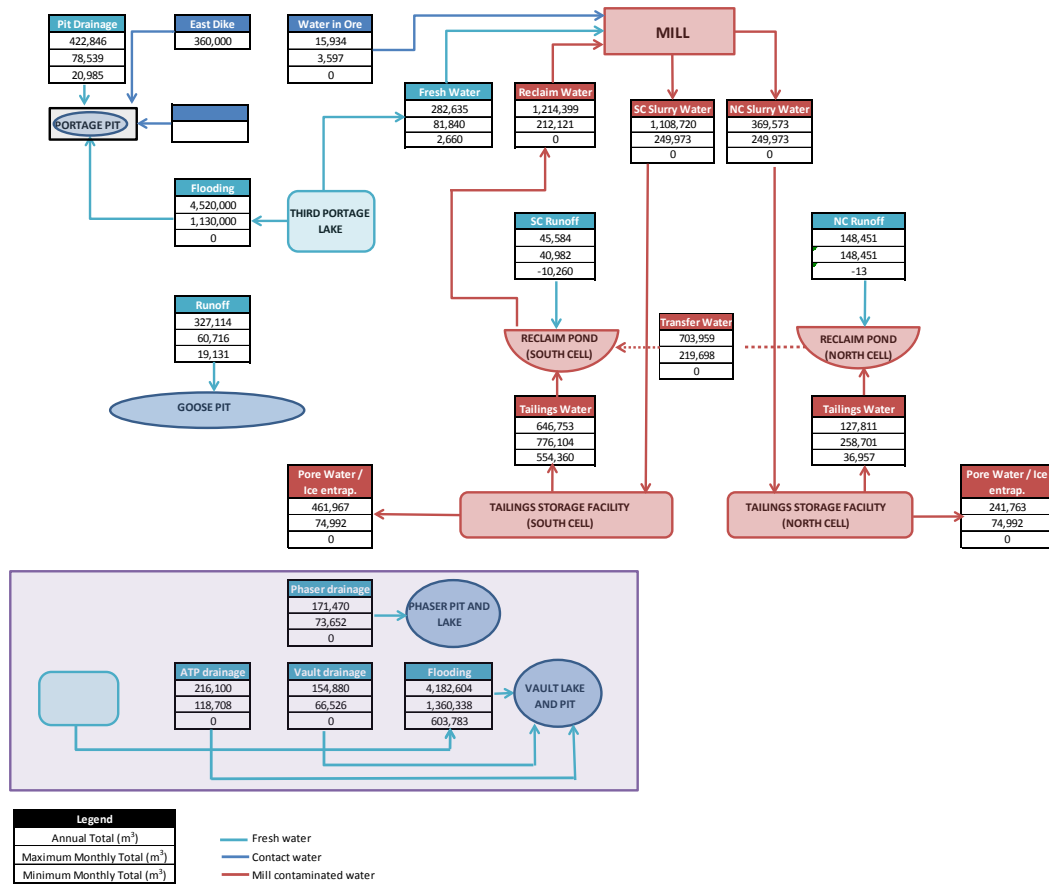 Pit Drainage
422,846
78,539
20,985
East Dike
360,000
Water in Ore
15,934
3,597
0
MILL
Fresh Water
282,635
81,840
2,660
Reclaim Water
1,214,399
212,121
0
SC Slurry Water
1,108,720
249,973
0
NC Slurry Water
369,573
249,973
0
PORTAGE PIT
Flooding
4,520,000
1,130,000
0
THIRD PORTAGE
LAKE
SC Runoff
45,584
40,982
-10,260
NC Runoff
148,451
148,451
-13
Runoff
327,114
60,716
19,131
GOOSE PIT
RECLAIM POND
(SOUTH CELL)
Transfer Water
703,959
219,698
0
RECLAIM POND
(NORTH CELL)
Tailings Water
646,753
776,104
554,360
Tailings Water
127,811
258,701
36,957
Pore Water /
Ice entrap.
461,967
74,992
0
TAILINGS STORAGE FACILITY
(SOUTH CELL)
TAILINGS STORAGE FACILITY
(NORTH CELL)
Pore Water / Ice
entrap.
241,763
74,992
0
Phaser drainage
171,470
73,652
0
PHASER PIT AND
LAKE
ATP drainage
216,100
118,708
0
Vault drainage
154,880
66,526
0
Flooding
4,182,604
1,360,338
603,783
VAULT LAKE
AND PIT
Legend
Annual Total (m³)
Maximum Monthly Total (m³)
Minimum Monthly Total (m³)
Fresh water
Contact water
Mill contaminated water